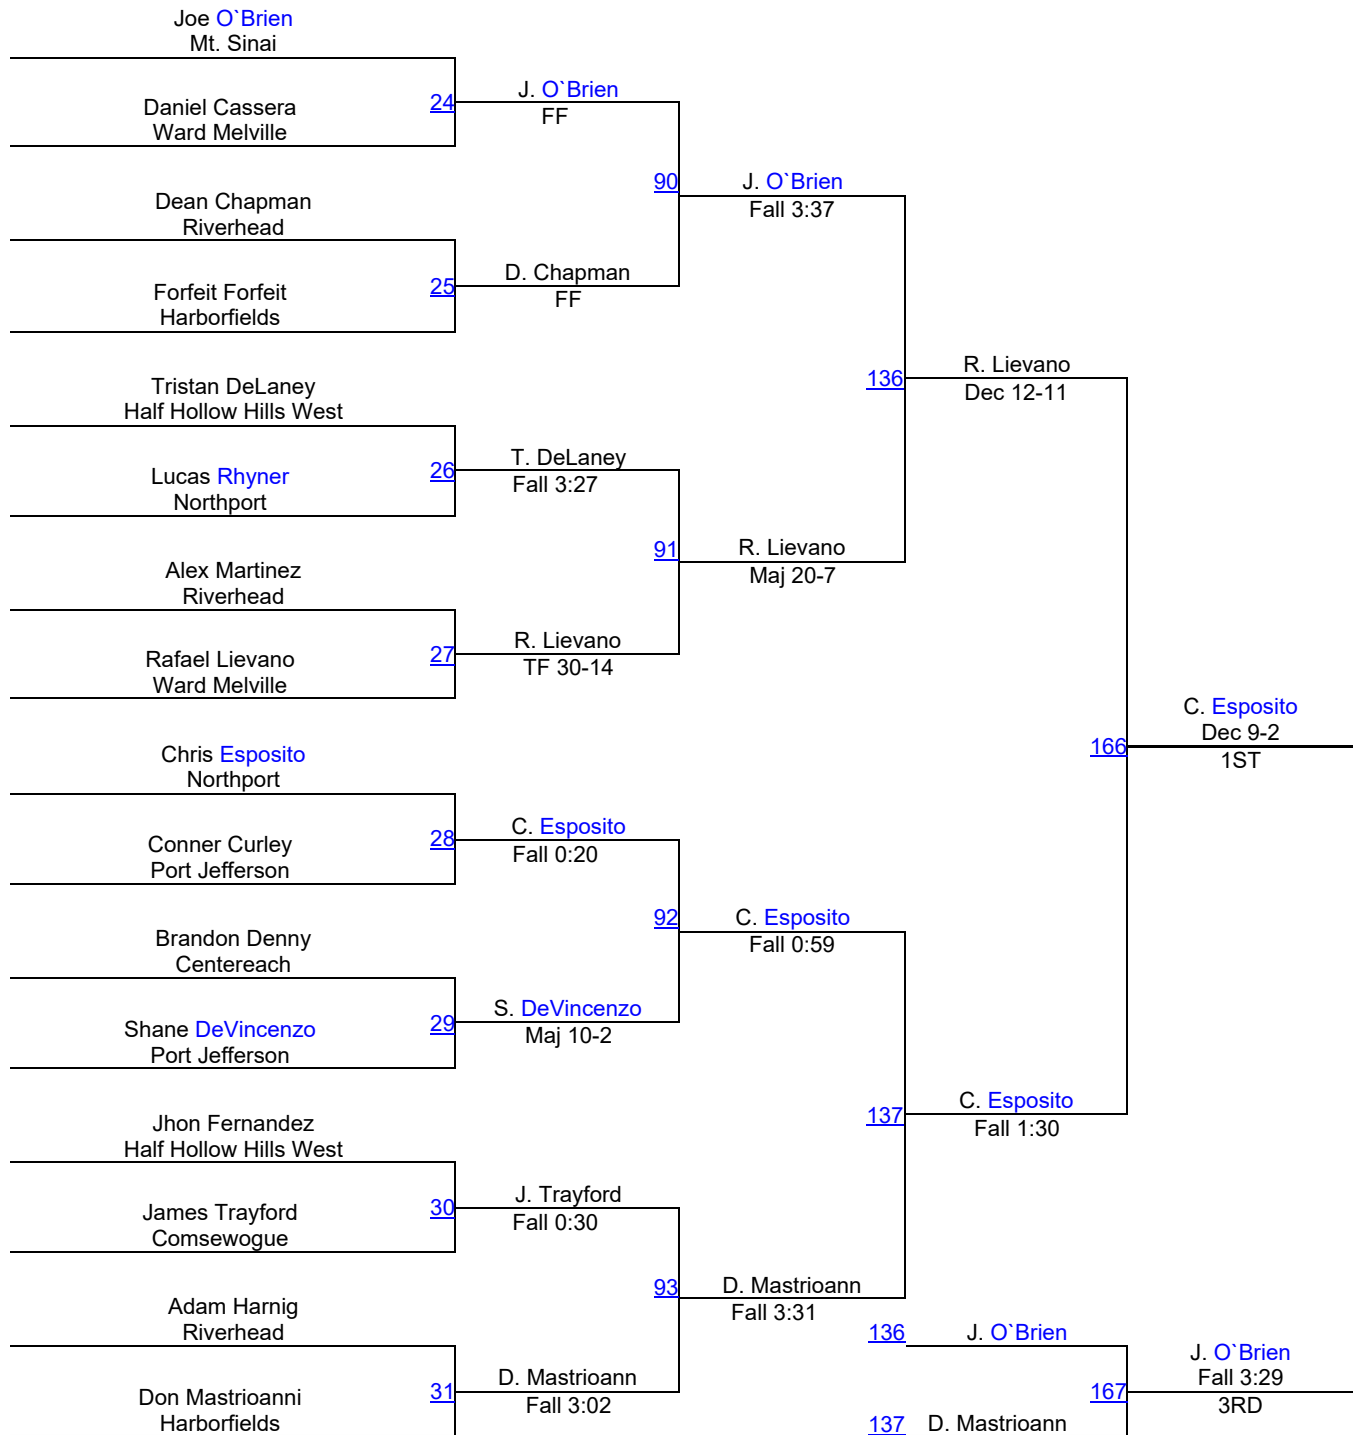 Joe O`Brien
Mt. Sinai
24
Daniel Cassera
Ward Melville
J. O`Brien
FF
90
Dean Chapman
Riverhead
25
Forfeit Forfeit
Harborfields
D. Chapman
FF
J. O`Brien
Fall 3:37
136
Tristan DeLaney
Half Hollow Hills West
26
Lucas Rhyner
Northport
T. DeLaney
Fall 3:27
91
Alex Martinez
Riverhead
27
Rafael Lievano
Ward Melville
R. Lievano
TF 30-14
R. Lievano
Maj 20-7
R. Lievano
Dec 12-11
166
C. Esposito
Dec 9-2
1ST
Chris Esposito
Northport
28
Conner Curley
Port Jefferson
C. Esposito
Fall 0:20
92
Brandon Denny
Centereach
29
Shane DeVincenzo
Port Jefferson
S. DeVincenzo
Maj 10-2
C. Esposito
Fall 0:59
137
C. Esposito
Fall 1:30
Jhon Fernandez
Half Hollow Hills West
30
James Trayford
Comsewogue
J. Trayford
Fall 0:30
93
Adam Harnig
Riverhead
31
Don Mastrioanni
Harborfields
D. Mastrioann
Fall 3:02
D. Mastrioann
Fall 3:31
136 J. O`Brien
167
137 D. Mastrioann
J. O`Brien
Fall 3:29
3RD